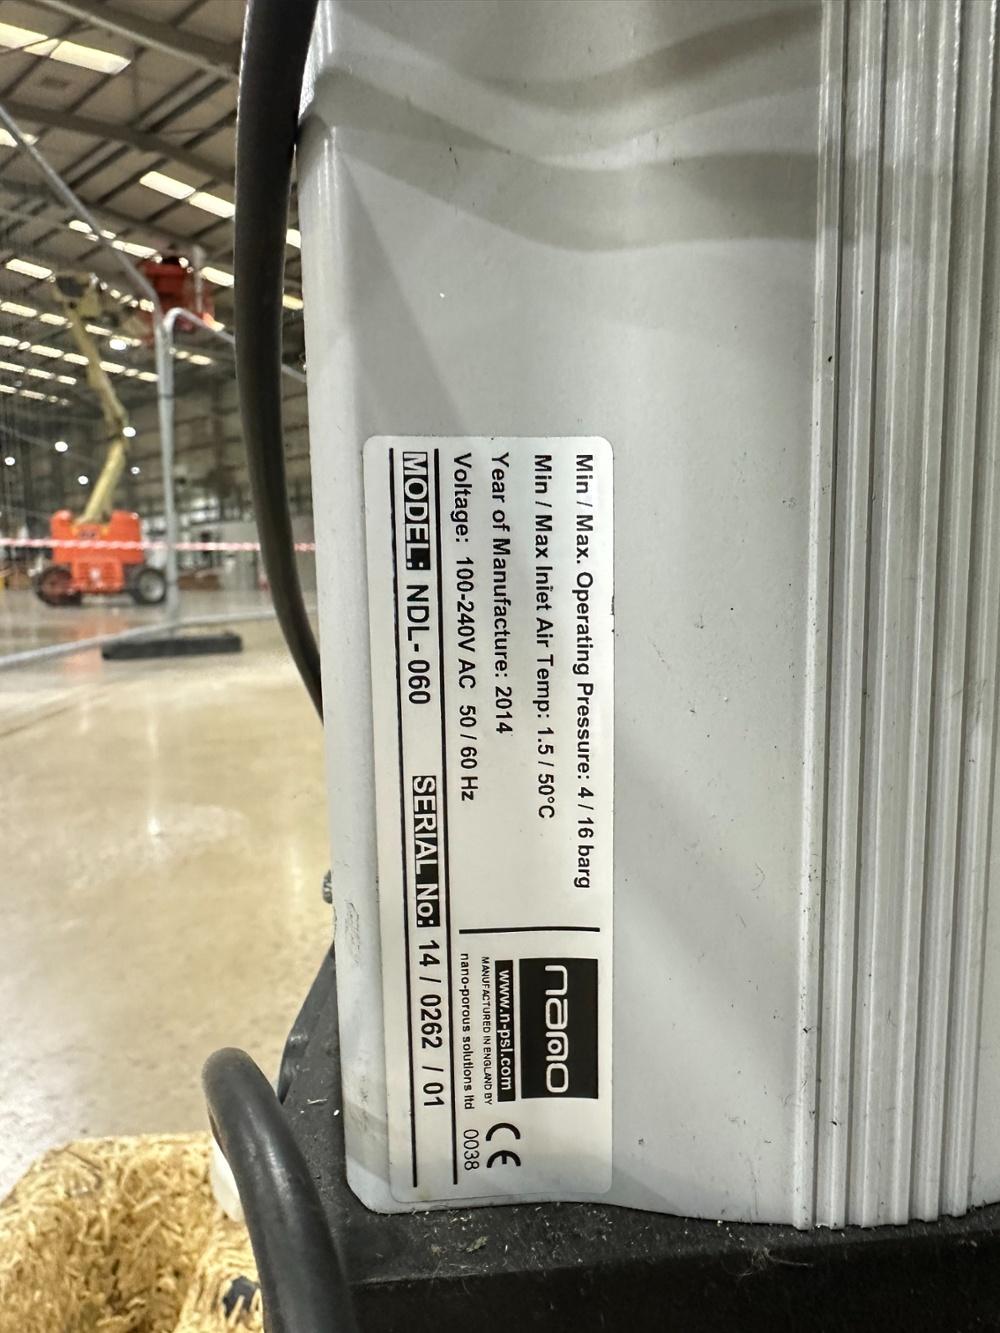 Min / Max. Operating Pressure: 4 / 16 barg
Min / Max Inlet Air Temp: 1.5 / 50°C
Year of Manufacture: 2014
Voltage: 100-240V AC 50 / 60 Hz
nano
www.n-psl.com
MANUFACTURED IN ENGLAND BY
nano-porous solutions ltd
CE
0038
MODEL: NDL- 060 SERIAL No: 14 / 0262 / 01